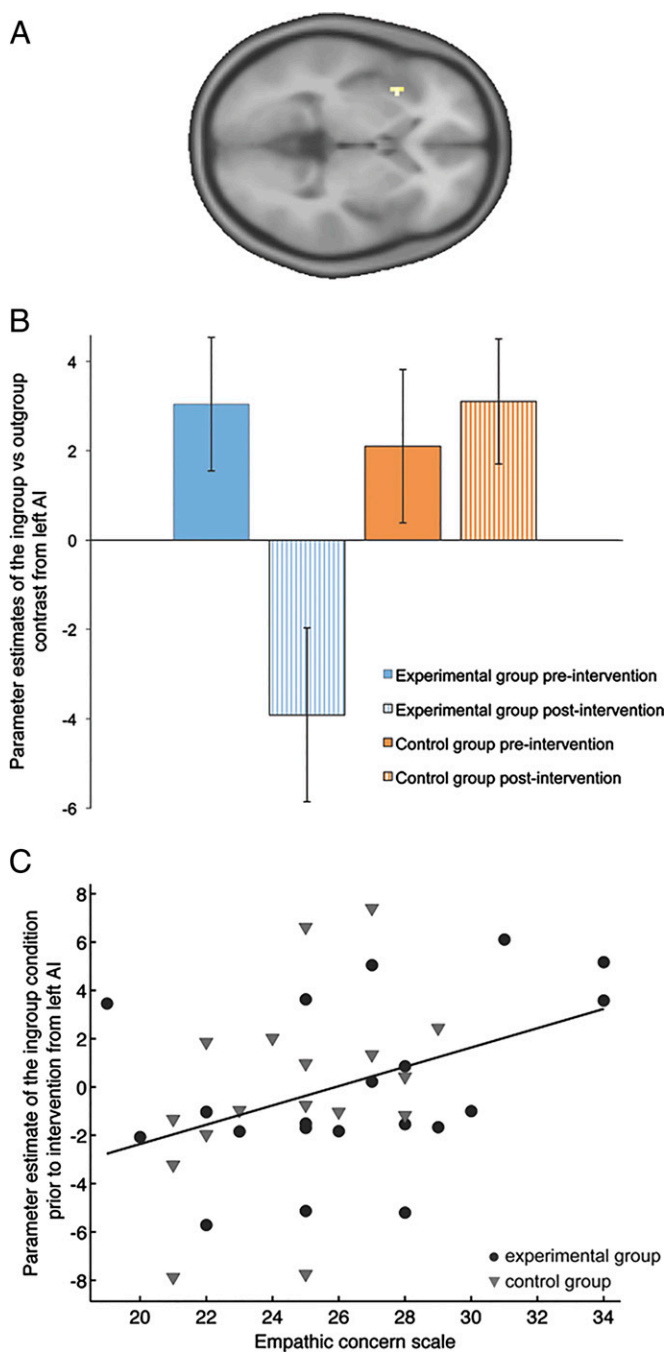 A
B
Parameter estimates of the ingroup vs outgroup
contrast from left AI
4
2
0
-2
-4
-6
Experimental group pre-intervention
Experimental group post-intervention
Control group pre-intervention
Control group post-intervention
C
Parameter estimate of the ingroup condition
prior to intervention from left AI
8
6
4
2
0
-2
-4
-6
-8
experimental group
control group
20 22 24 26 28 30 32 34
Empathic concern scale